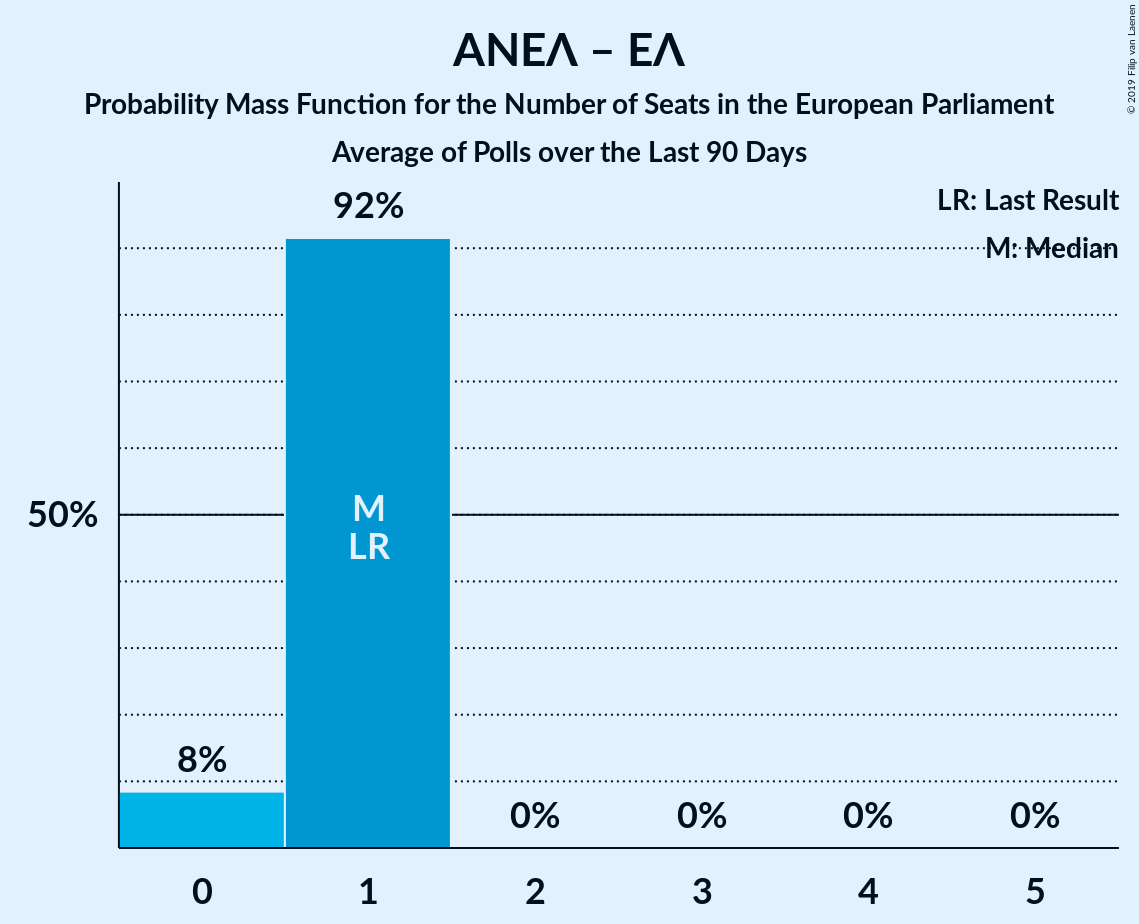 ΑΝΕΛ – ΕΛ
Probability Mass Function for the Number of Seats in the European Parliament
Average of Polls over the Last 90 Days
© 2019 Filip van Laenen
LR: Last Result
M: Median
92%
50%
M
LR
8%
0%
0%
0%
0%
0
1
2
3
4
5